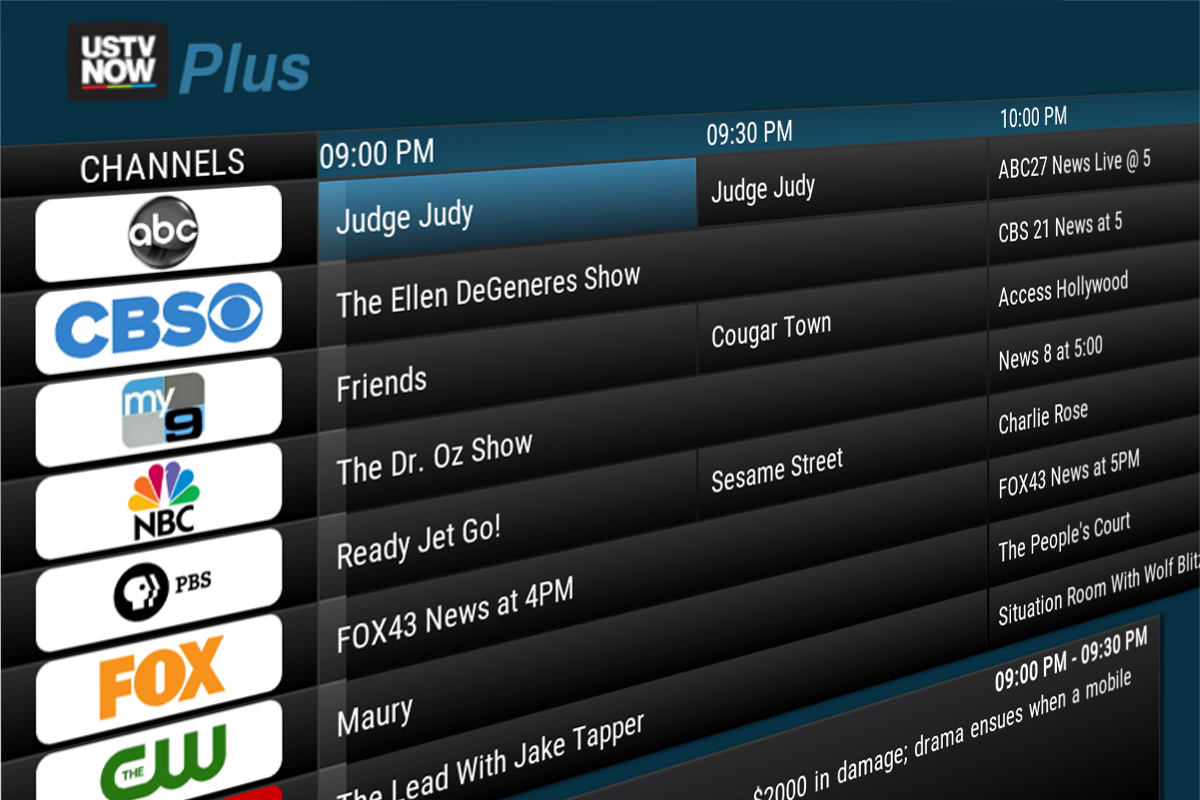 USTV
NOW
Plus
CHANNELS 09:00 PM 09:30 PM 10:00 PM
abc Judge Judy Judge Judy ABC27 News Live @ 5
CBS The Ellen DeGeneres Show CBS 21 News at 5
my 9 Friends Cougar Town Access Hollywood
NBC The Dr. Oz Show News 8 at 5:00
PBS Ready Jet Go! Sesame Street Charlie Rose
FOX FOX43 News at 4PM FOX43 News at 5PM
THE CW Maury The People's Court
The Lead With Jake Tapper Situation Room With Wolf
09:00 PM - 09:30 PM
$2000 in damage; drama ensues when a mobile